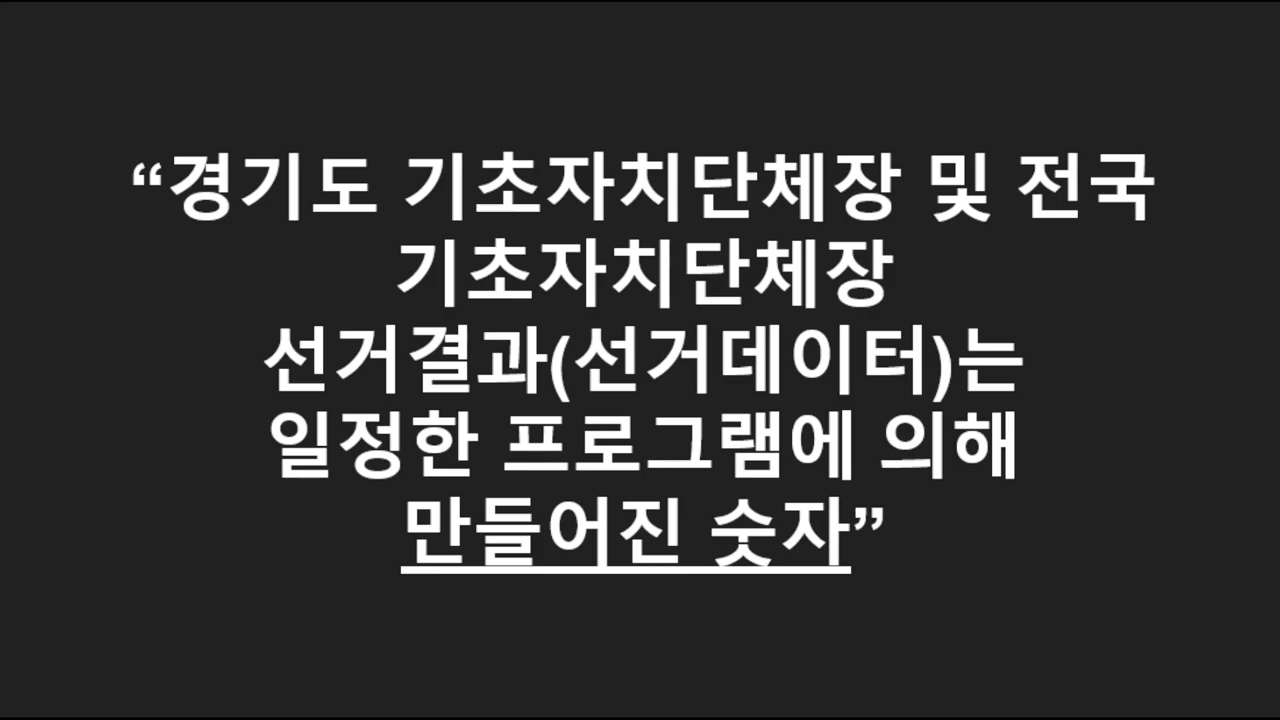 “경기도 기초자치단체장 및 전국
기초자치단체장
선거결과(선거데이터)는
일정한 프로그램에 의해
만들어진 숫자”